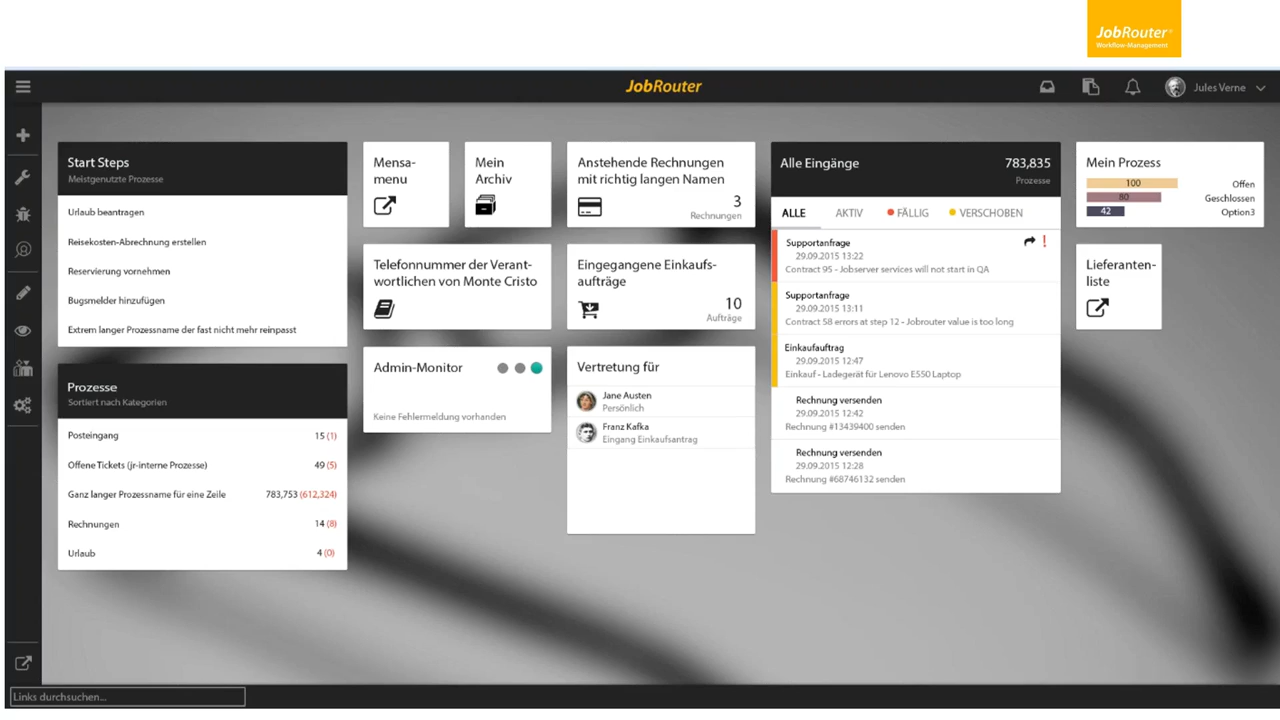 JobRouter
Workflow-Management
JobRouter
Jules Verne
Start Steps
Meistgenutzte Prozesse
Urlaub beantragen
Reisekosten-Abrechnung erstellen
Reservierung vornehmen
Bugsmelder hinzufügen
Extrem langer Prozessname der fast nicht mehr reinpasst
Prozesse
Sortiert nach Kategorien
Posteingang 15 (1)
Offene Tickets (jr-interne Prozesse) 49 (5)
Ganz langer Prozessname für eine Zeile 783,753 (612,324)
Rechnungen 14 (8)
Urlaub 4 (0)
Mensa-
menu
Mein
Archiv
Telefonnummer der Verant-
wortlichen von Monte Cristo
Admin-Monitor
Keine Fehlermeldung vorhanden
Anstehende Rechnungen
mit richtig langen Namen
3
Rechnungen
Eingegangene Einkaufs-
aufträge
10
Aufträge
Vertretung für
Jane Austen
Persönlich
Franz Kafka
Eingang Einkaufsantrag
Alle Eingänge 783,835
Prozesse
ALLE AKTIV FÄLLIG VERSCHOBEN
Supportanfrage
29.09.2015 13:22
Contract 95 - Jobserver services will not start in QA
Supportanfrage
29.09.2015 13:11
Contract 58 errors at step 12 - Jobrouter value is too long
Einkaufauftrag
29.09.2015 12:47
Einkauf - Ladegerät für Lenovo E550 Laptop
Rechnung versenden
29.09.2015 12:42
Rechnung #13439400 senden
Rechnung versenden
29.09.2015 12:28
Rechnung #68746132 senden
Mein Prozess
100 Offen
80 Geschlossen
42 Option3
Lieferanten-
liste
Links durchsuchen...